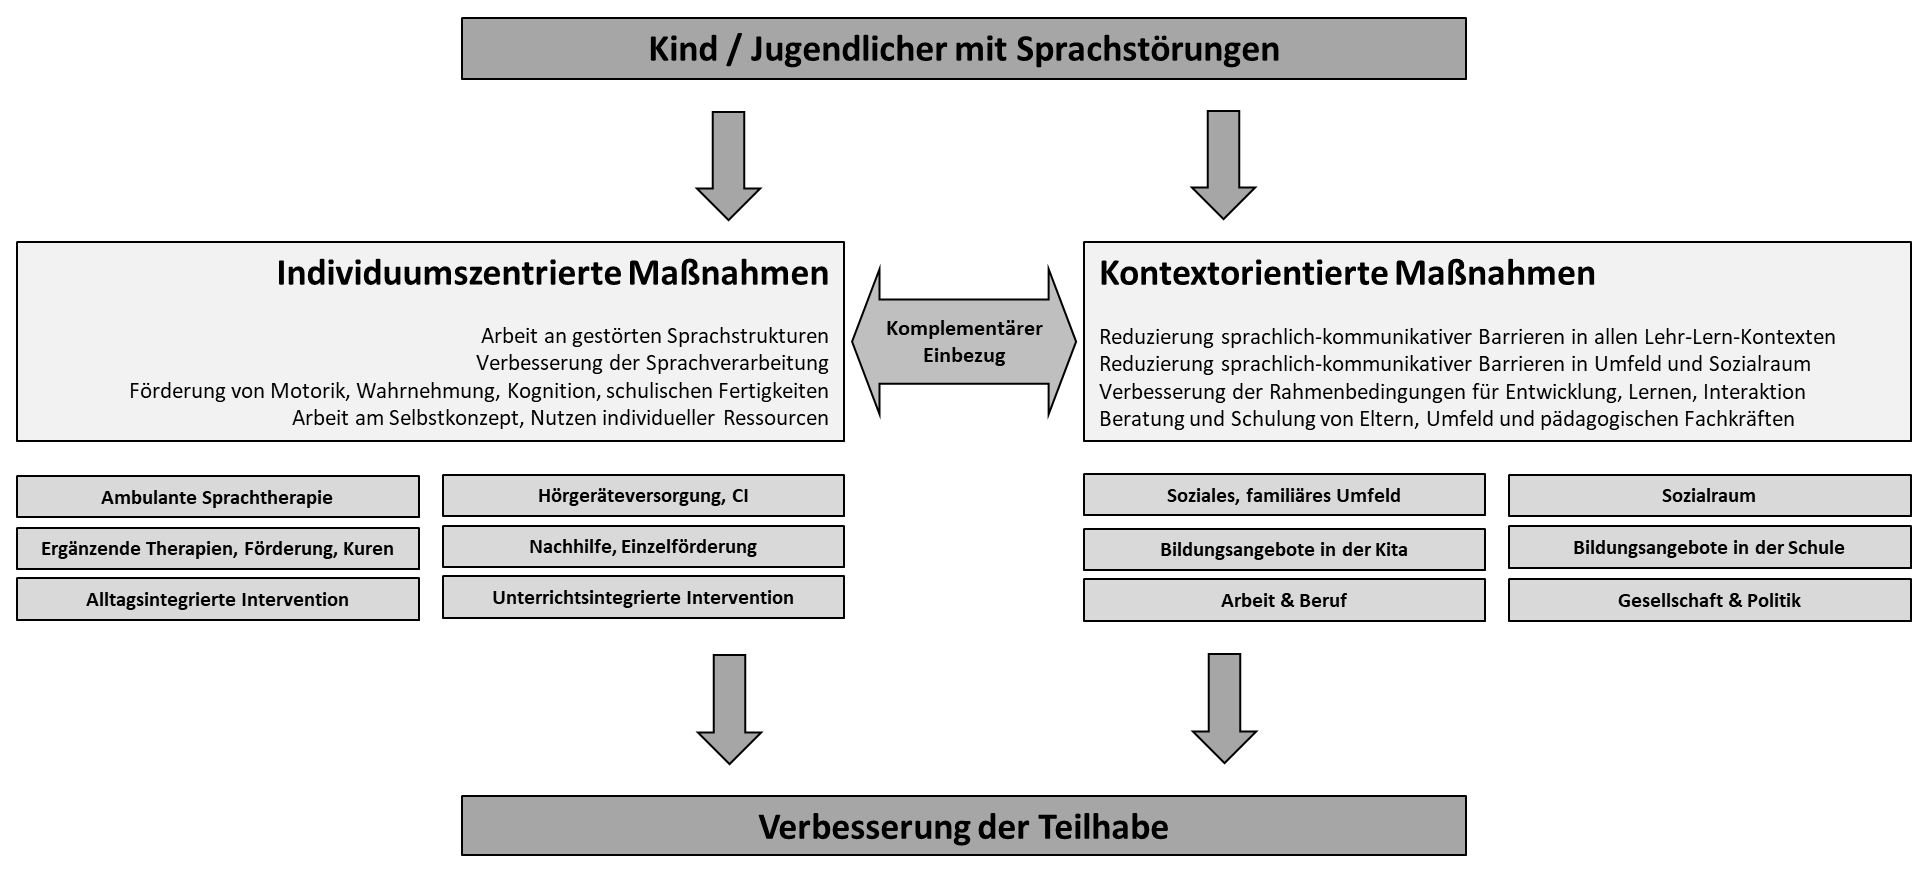 Kind / Jugendlicher mit Sprachstörungen
Individuumszentrierte Maßnahmen
Arbeit an gestörten Sprachstrukturen
Verbesserung der Sprachverarbeitung
Förderung von Motorik, Wahrnehmung, Kognition, schulischen Fertigkeiten
Arbeit am Selbstkonzept, Nutzen individueller Ressourcen
Komplementärer
Einbezug
Kontextorientierte Maßnahmen
Reduzierung sprachlich-kommunikativer Barrieren in allen Lehr-Lern-Kontexten
Reduzierung sprachlich-kommunikativer Barrieren in Umfeld und Sozialraum
Verbesserung der Rahmenbedingungen für Entwicklung, Lernen, Interaktion
Beratung und Schulung von Eltern, Umfeld und pädagogischen Fachkräften
Ambulante Sprachtherapie
Hörgeräteversorgung, CI
Ergänzende Therapien, Förderung, Kuren
Nachhilfe, Einzelförderung
Alltagsintegrierte Intervention
Unterrichtsintegrierte Intervention
Soziales, familiäres Umfeld
Sozialraum
Bildungsangebote in der Kita
Bildungsangebote in der Schule
Arbeit & Beruf
Gesellschaft & Politik
Verbesserung der Teilhabe